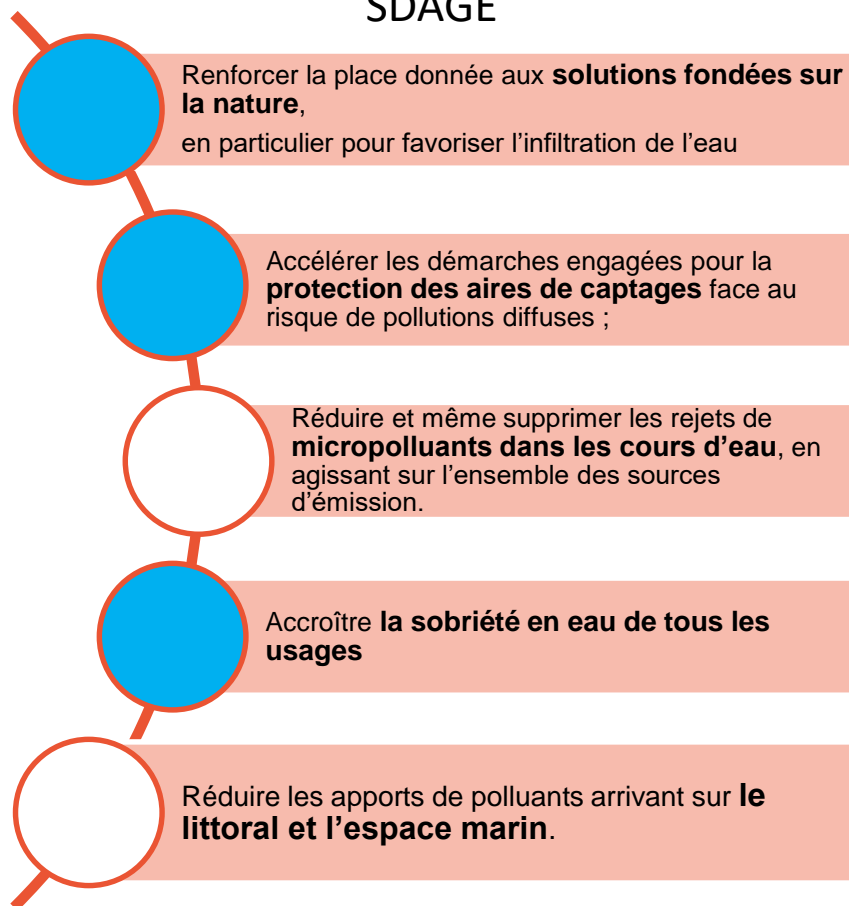 SDAGE
Renforcer la place donnée aux solutions fondées sur
la nature,
en particulier pour favoriser l’infiltration de l’eau
Accélérer les démarches engagées pour la
protection des aires de captages face au
risque de pollutions diffuses ;
Réduire et même supprimer les rejets de
micropolluants dans les cours d’eau, en
agissant sur l’ensemble des sources
d’émission.
Accroître la sobriété en eau de tous les
usages
Réduire les apports de polluants arrivant sur le
littoral et l’espace marin.